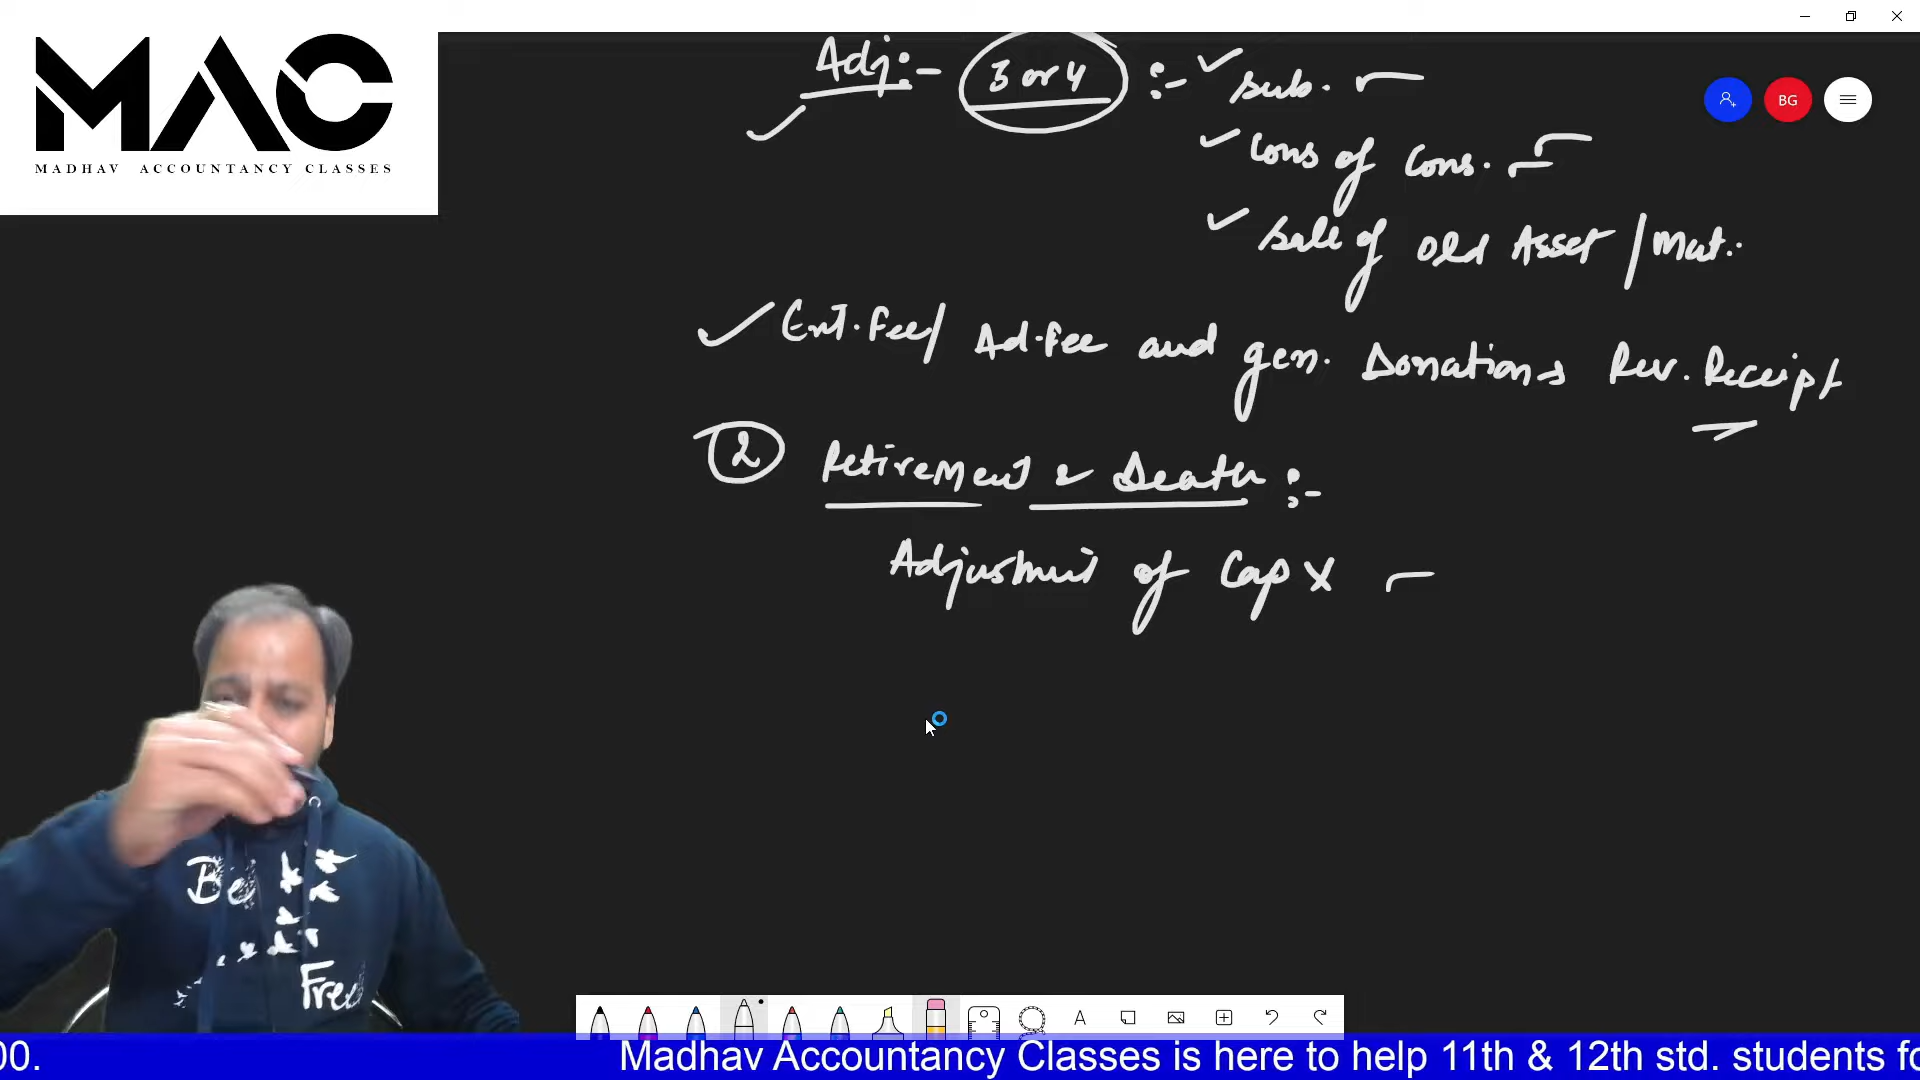 MAC
MADHAV ACCOUNTANCY CLASSES
Adj:- 3 or 4 :- Sub.
Cons of Cons.
Sale of Old Asset / Mat.
BG
Ent. Fee/ Ad. Fee and gen. Donations Rev. Receipt
2 Retirement & Death :-
Adjustment of Cap X
Be
Free
A
00. Madhav Accountancy Classes is here to help 11th & 12th std. students fo